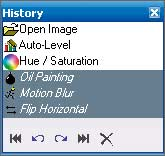 History
Open Image
Auto-Level
Hue / Saturation
Oil Painting
Motion Blur
Flip Horizontal